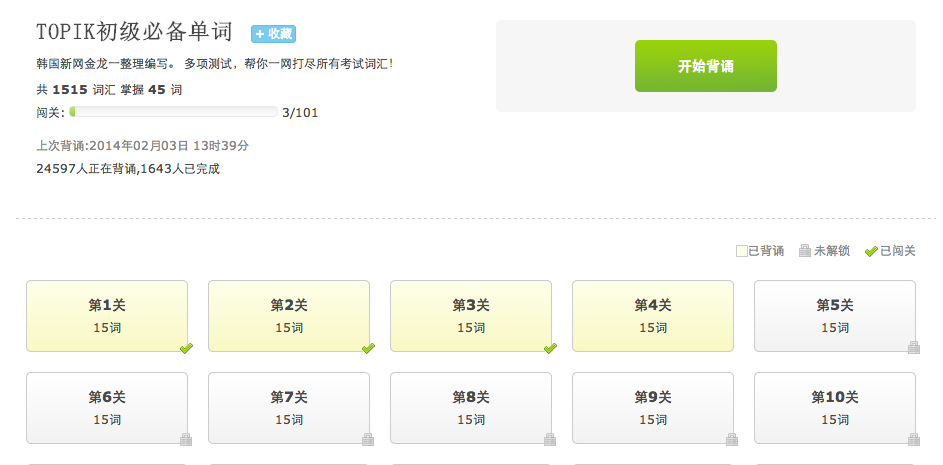 TOPIK初级必备单词 + 收藏
韩国新网金龙一整理编写。 多项测试，帮你一网打尽所有考试词汇！
共 1515 词汇 掌握 45 词
闯关: 3/101
上次背诵:2014年02月03日 13时39分
24597人正在背诵,1643人已完成
开始背诵
已背诵 未解锁 已闯关
第1关 第2关 第3关 第4关 第5关
15词 15词 15词 15词 15词
第6关 第7关 第8关 第9关 第10关
15词 15词 15词 15词 15词